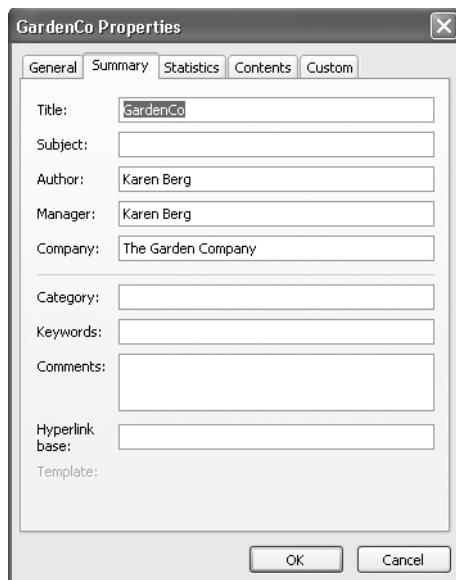 GardenCo Properties
General Summary Statistics Contents Custom
Title: GardenCo
Subject:
Author: Karen Berg
Manager: Karen Berg
Company: The Garden Company
Category:
Keywords:
Comments:
Hyperlink
base:
Template:
OK Cancel